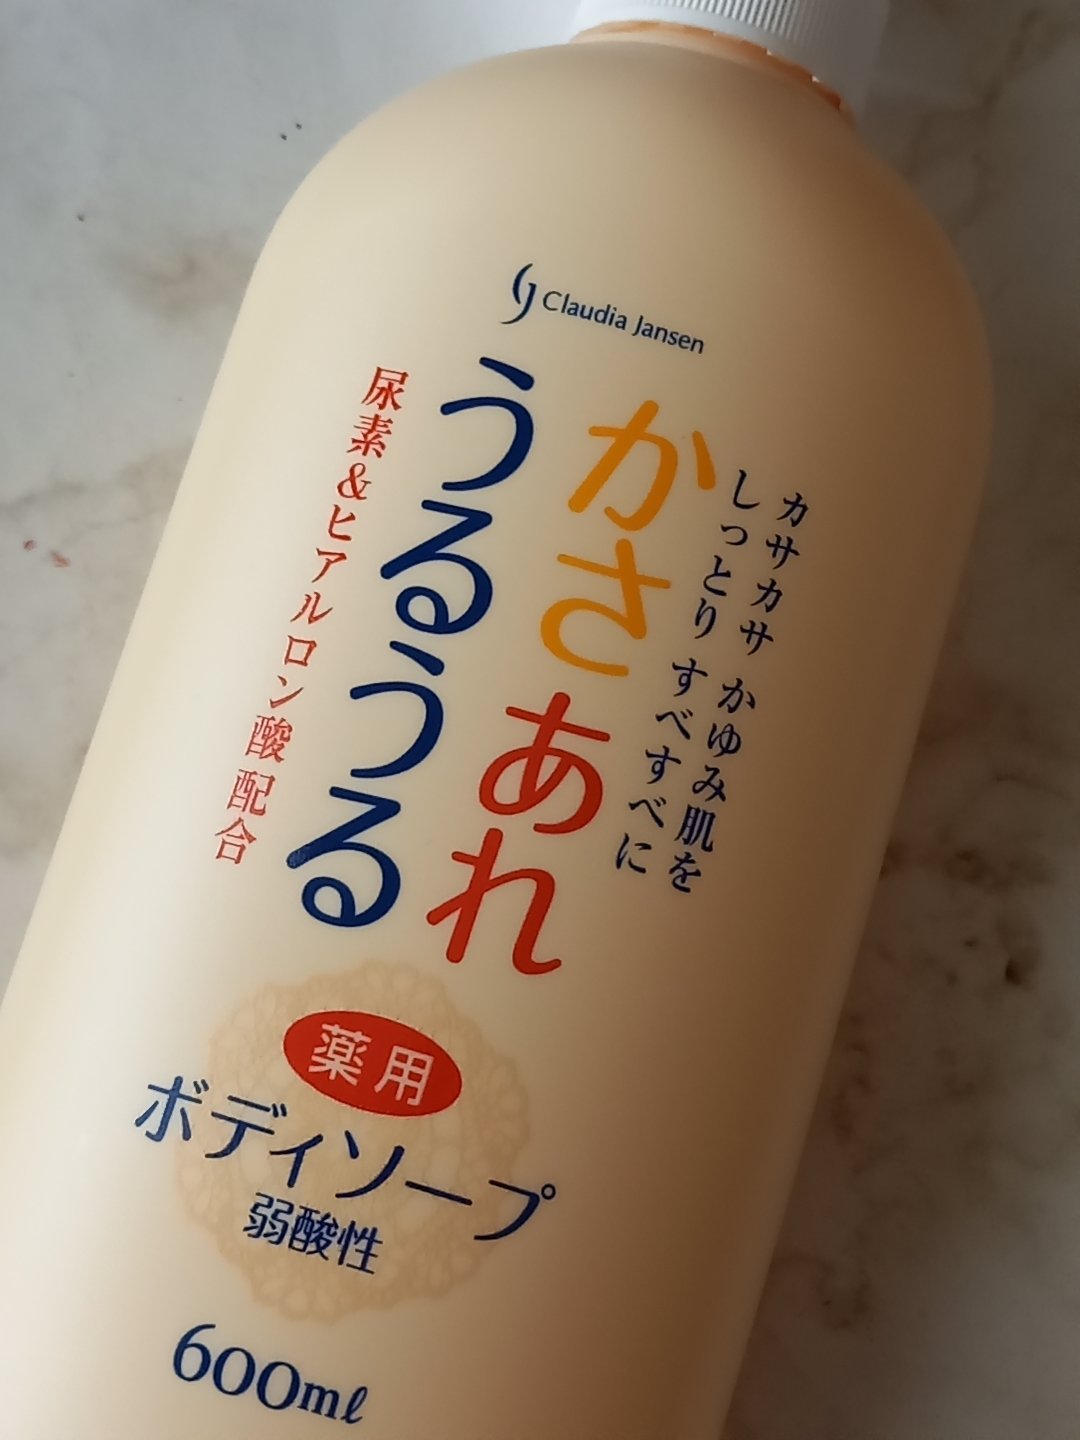 Claudia Jansen
カサカサ かゆみ肌を
しっとり すべすべに
かさあれ
うるうる
尿素&ヒアルロン酸配合
薬用
ボディソープ
弱酸性
600ml